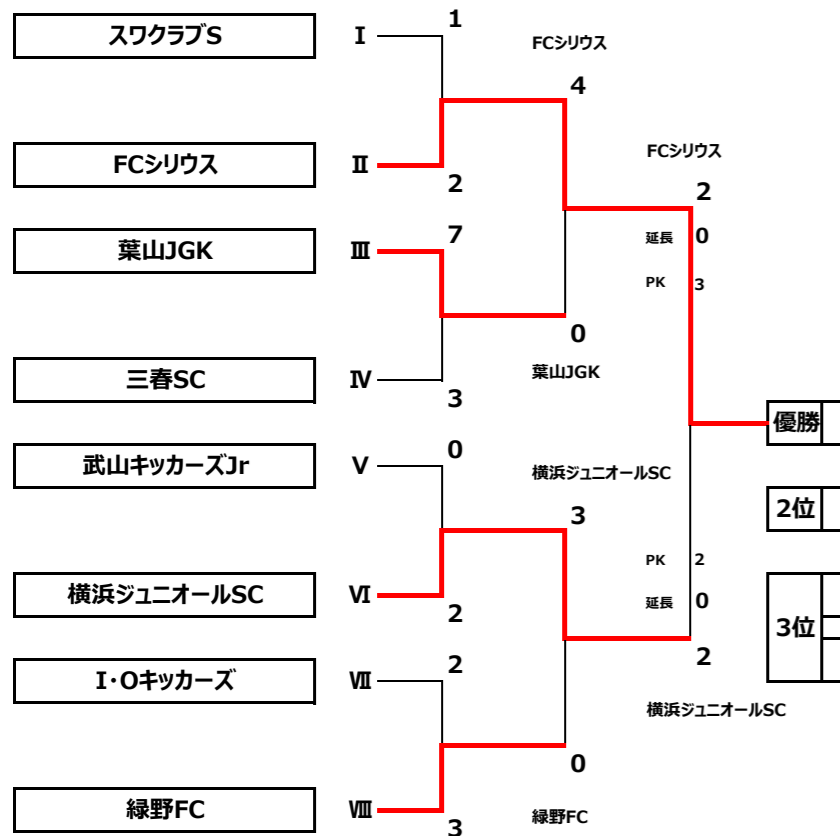 スワクラブS
Ⅰ
1
FCシリウス
4
FCシリウス
Ⅱ
2
FCシリウス
2
葉山JGK
Ⅲ
7
延長 0
PK 3
0
三春SC
Ⅳ
3
葉山JGK
優勝
武山キッカーズJr
Ⅴ
0
横浜ジュニオールSC
3
2位
横浜ジュニオールSC
Ⅵ
2
PK 2
延長 0
3位
I・Oキッカーズ
Ⅶ
2
2
横浜ジュニオールSC
0
緑野FC
Ⅷ
3
緑野FC